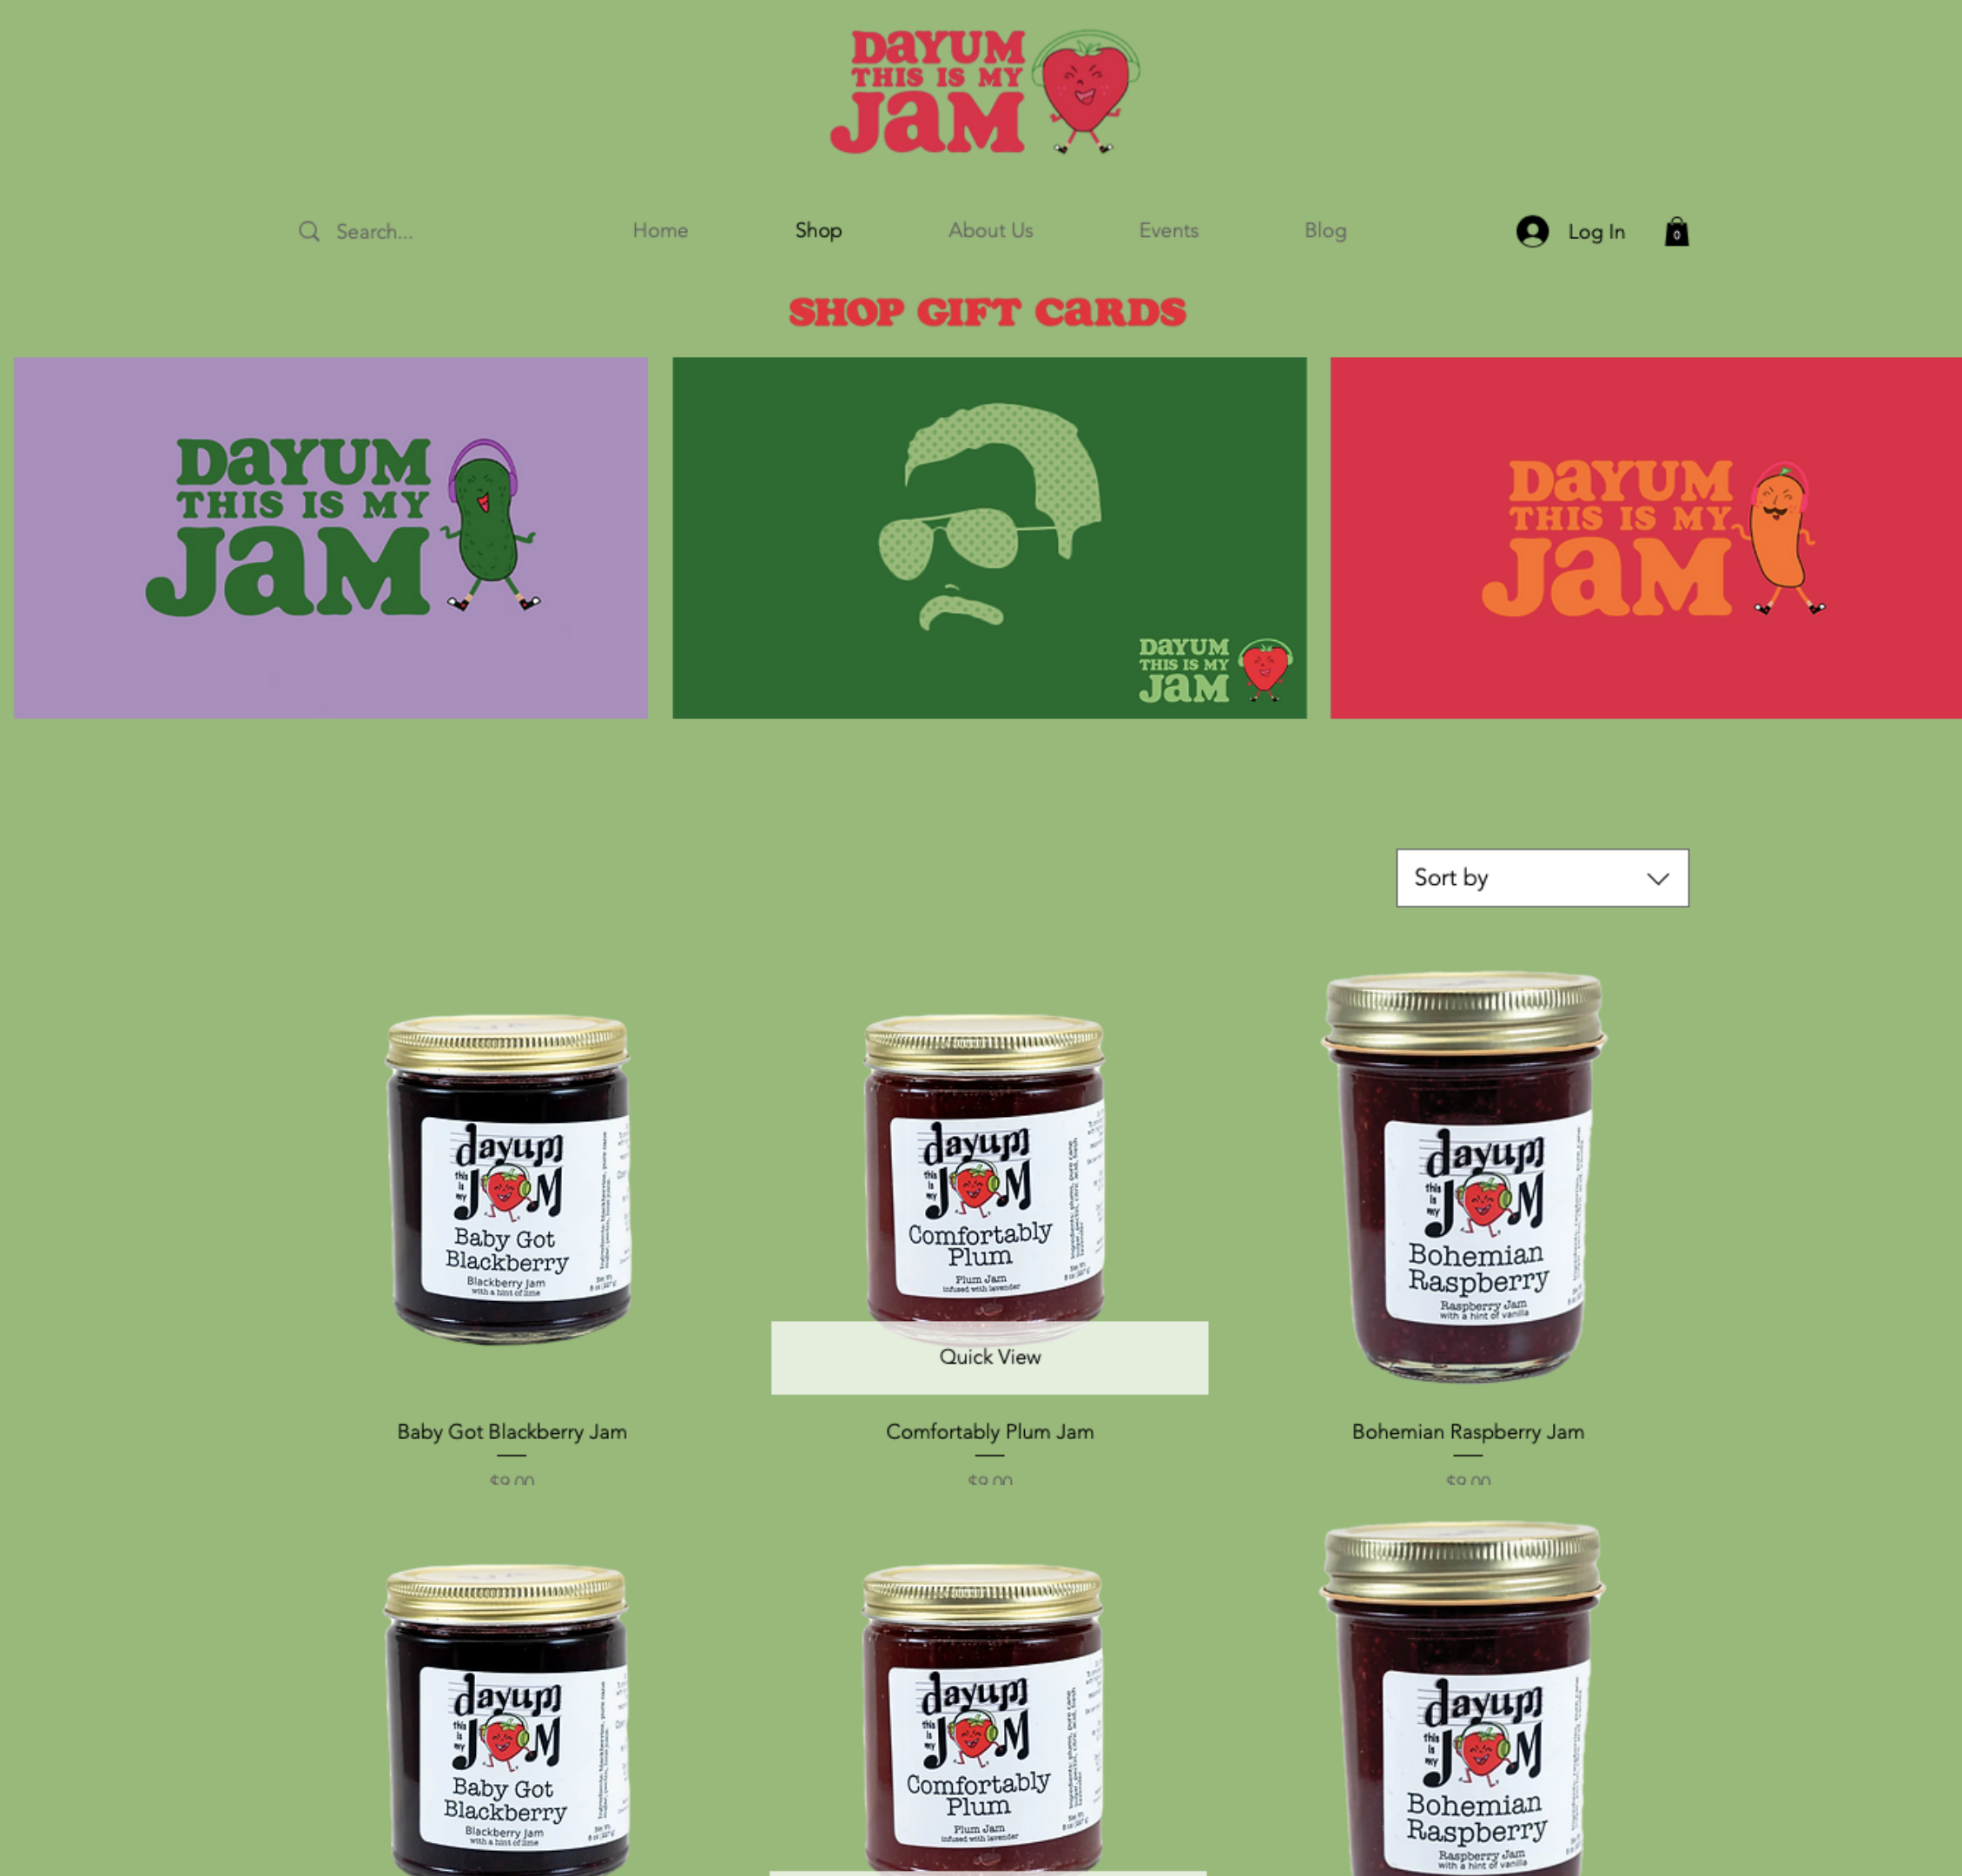 DaYUM
THIS IS MY
JaM
Search...
Home
Shop
About Us
Events
Blog
Log In
0
SHOP GIFT CaRDS
DaYUM
THIS IS MY
JaM
DaYUM
THIS IS MY
JaM
DaYUM
THIS IS MY
JaM
Sort by
dayum
this
is
my
JAM
Baby Got
Blackberry
Blackberry Jam
with a hint of lime
dayum
this
is
my
JAM
Comfortably
Plum
Plum Jam
infused with lavender
dayum
this
is
my
JAM
Bohemian
Raspberry
Raspberry Jam
with a hint of vanilla
Quick View
Baby Got Blackberry Jam
Comfortably Plum Jam
Bohemian Raspberry Jam
$9.00
$9.00
$9.00
dayum
this
is
my
JAM
Baby Got
Blackberry
Blackberry Jam
with a hint of lime
dayum
this
is
my
JAM
Comfortably
Plum
Plum Jam
infused with lavender
dayum
this
is
my
JAM
Bohemian
Raspberry
Raspberry Jam
with a hint of vanilla